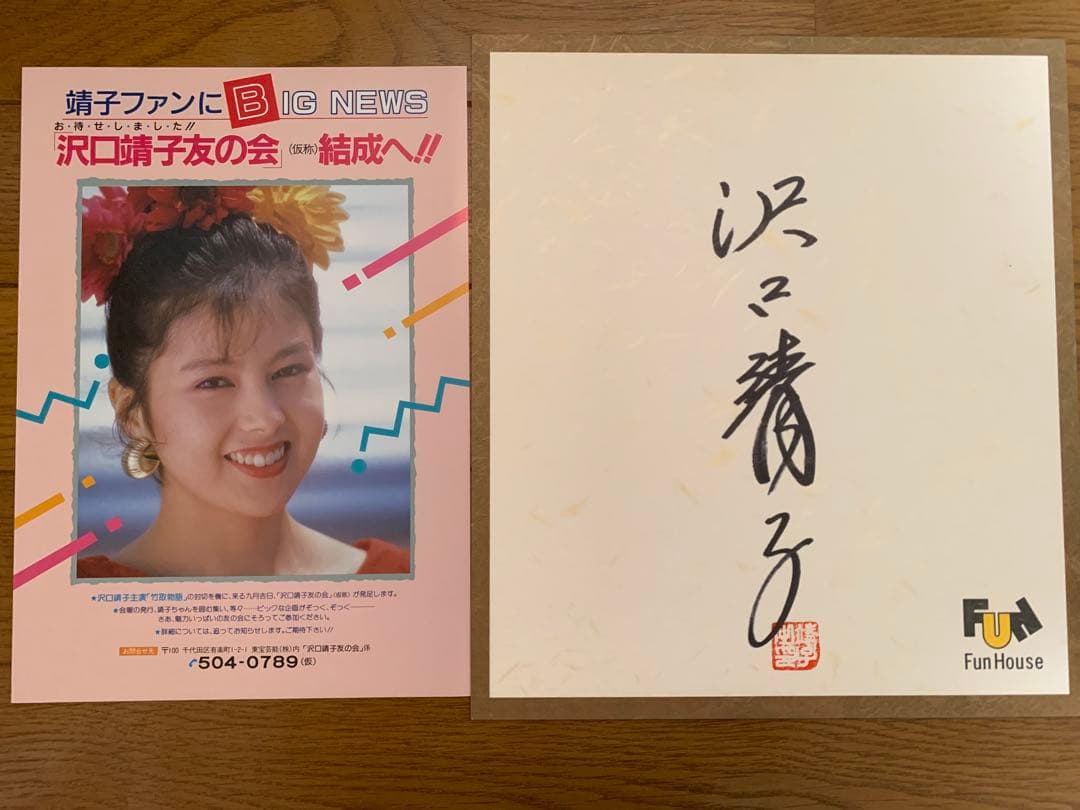 靖子ファンにBIG NEWS
お・待・せ・し・ま・し・た!!
「沢口靖子友の会」(仮称)結成へ!!
★沢口靖子主演「竹取物語」の封切を機に、来る九月吉日、「沢口靖子友の会」(仮称)が発足します。
★会報の発行、靖子ちゃんを囲む集い、等々……ビックな企画がぞっく、ぞっく───
さあ、魅力いっぱいの友の会にそろってご参加ください。
★詳細については、追ってお知らせします。ご期待下さい!!
お問合せ先 〒100 千代田区有楽町1-2-1 東宝芸能(株)内 「沢口靖子友の会」係
504-0789(仮)
沢口靖子
FUN
Fun House